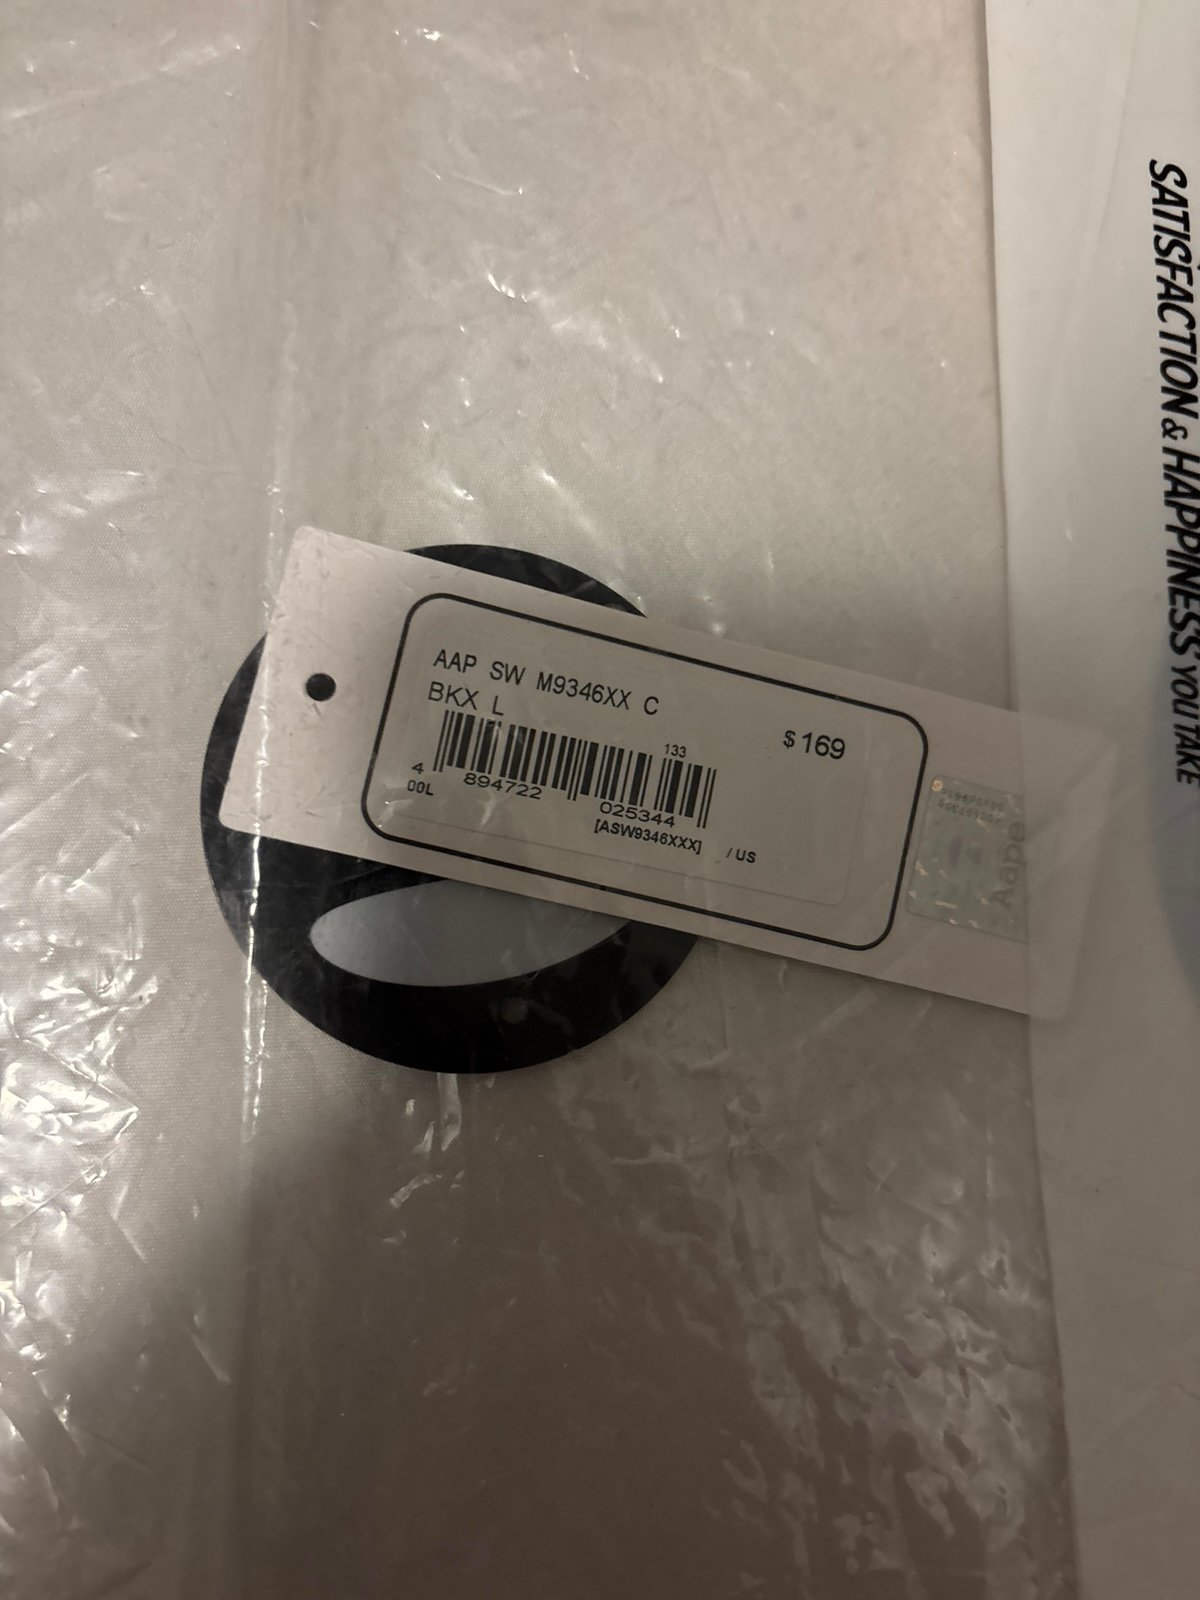 AAP SW M9346XX C
BKX L
$169
133
4 894722 025344
00L
[ASW9346XXX] /US
Aape
SATISFACTION & HAPPINESS' YOU TAKE